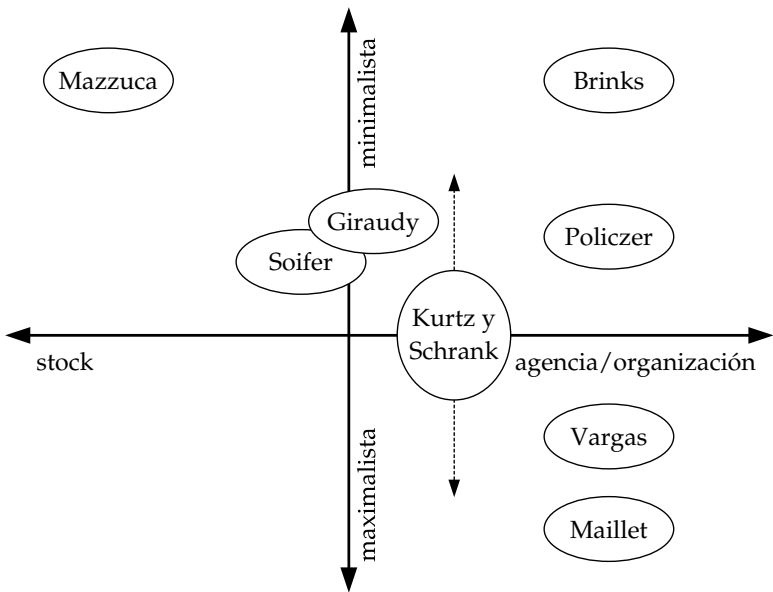 Mazzuca
minimalista
Brinks
Giraudy
Policzer
Soifer
Kurtz y
Schrank
stock
agencia/organización
Vargas
maximalista
Maillet